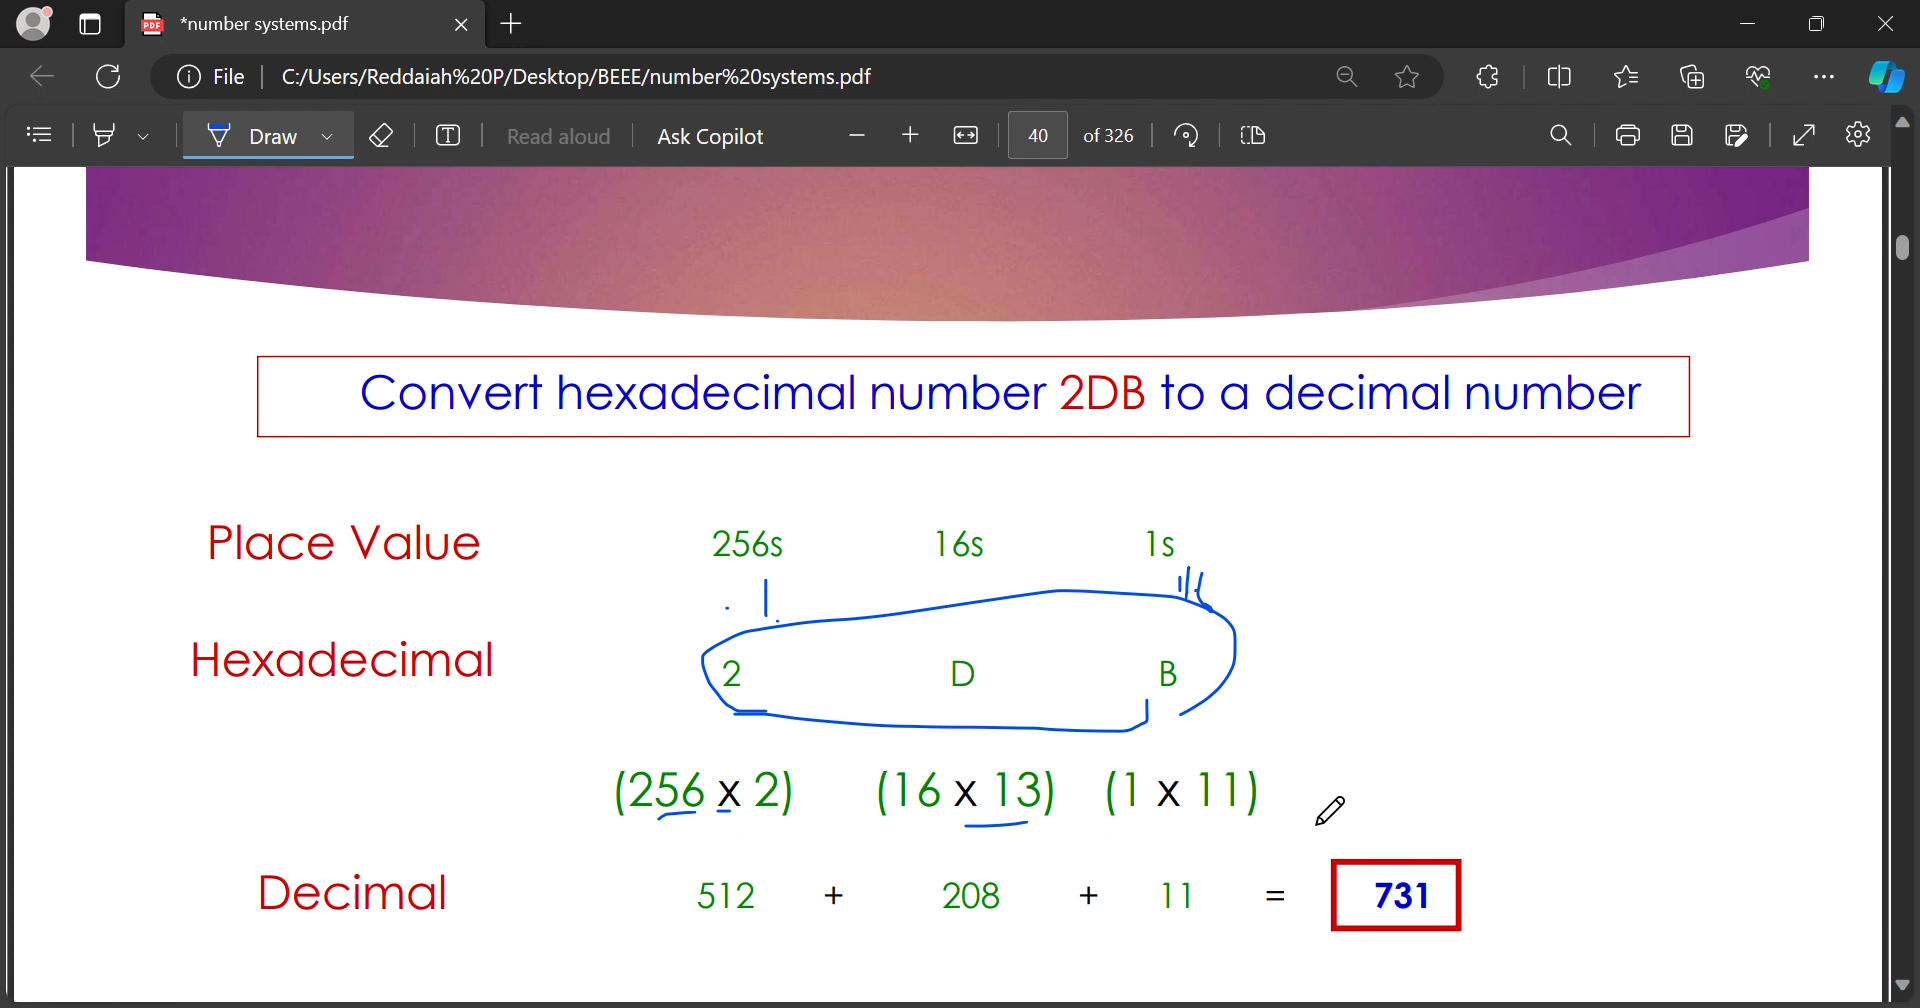 *number systems.pdf
File C:/Users/Reddaiah%20P/Desktop/BEEE/number%20systems.pdf
Draw Read aloud Ask Copilot 40 of 326
Convert hexadecimal number 2DB to a decimal number
Place Value 256s 16s 1s
Hexadecimal 2 D B
(256 x 2) (16 x 13) (1 x 11)
Decimal 512 + 208 + 11 = 731